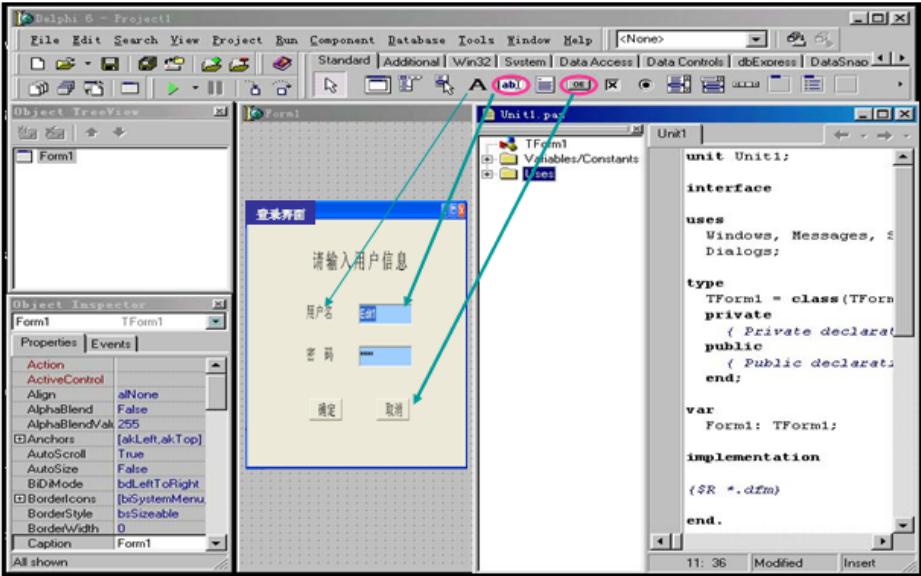 Delphi 6 - Project1
File Edit Search View Project Run Component Database Tools Window Help <None>
Standard Additional Win32 System Data Access Data Controls dbExpress DataSnap
A ab OK
Object TreeView
Form1
Object Inspector
Form1 TForm1
Properties Events
Action
ActiveControl
Align alNone
AlphaBlend False
AlphaBlendVal 255
Anchors [akLeft,akTop]
AutoScroll True
AutoSize False
BiDiMode bdLeftToRight
BorderIcons [biSystemMenu,
BorderStyle bsSizeable
BorderWidth 0
Caption Form1
All shown
Form1
登录界面
请输入用户信息
用户名 Edit
密 码 ****
确定 取消
Unit1.pas
TForm1
Variables/Constants
Uses
Unit1
unit Unit1;
interface
uses
Windows, Messages, S
Dialogs;
type
TForm1 = class(TForm
private
{ Private declarat
public
{ Public declarati
end;
var
Form1: TForm1;
implementation
{$R *.dfm}
end.
11: 36 Modified Insert